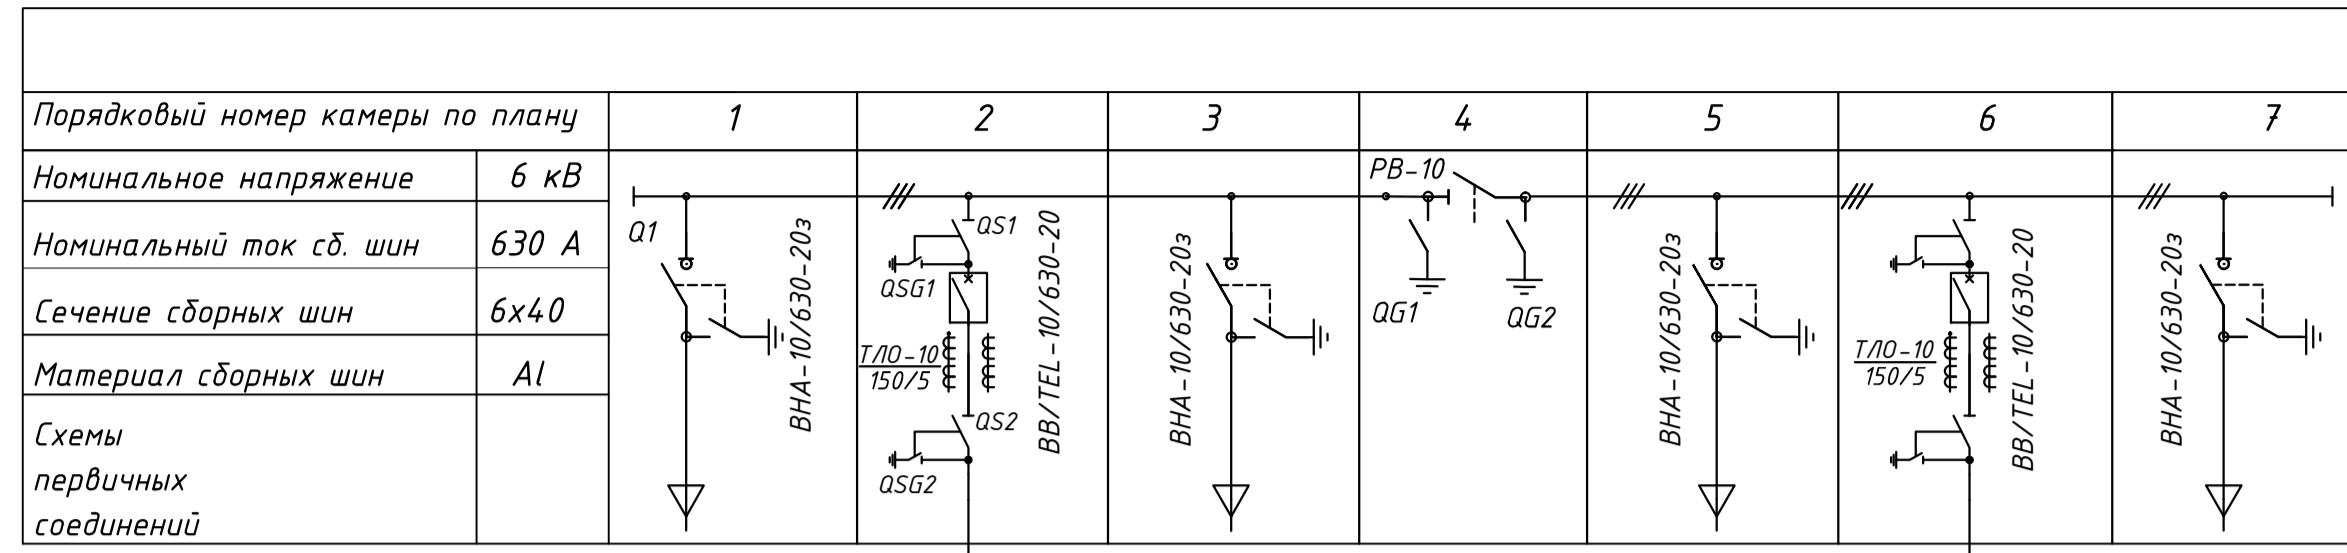 Порядковый номер камеры по плану 1 2 3 4 5 6 7
Номинальное напряжение 6 кВ
Номинальный ток сб. шин 630 А
Сечение сборных шин 6х40
Материал сборных шин Al
Схемы
первичных
соединений
Q1
ВНА-10/630-20з
QS1
QSG1
ТЛО-10
150/5
QS2
QSG2
ВВ/TEL-10/630-20
ВНА-10/630-20з
РВ-10
QG1
QG2
ВНА-10/630-20з
ТЛО-10
150/5
ВВ/TEL-10/630-20
ВНА-10/630-20з